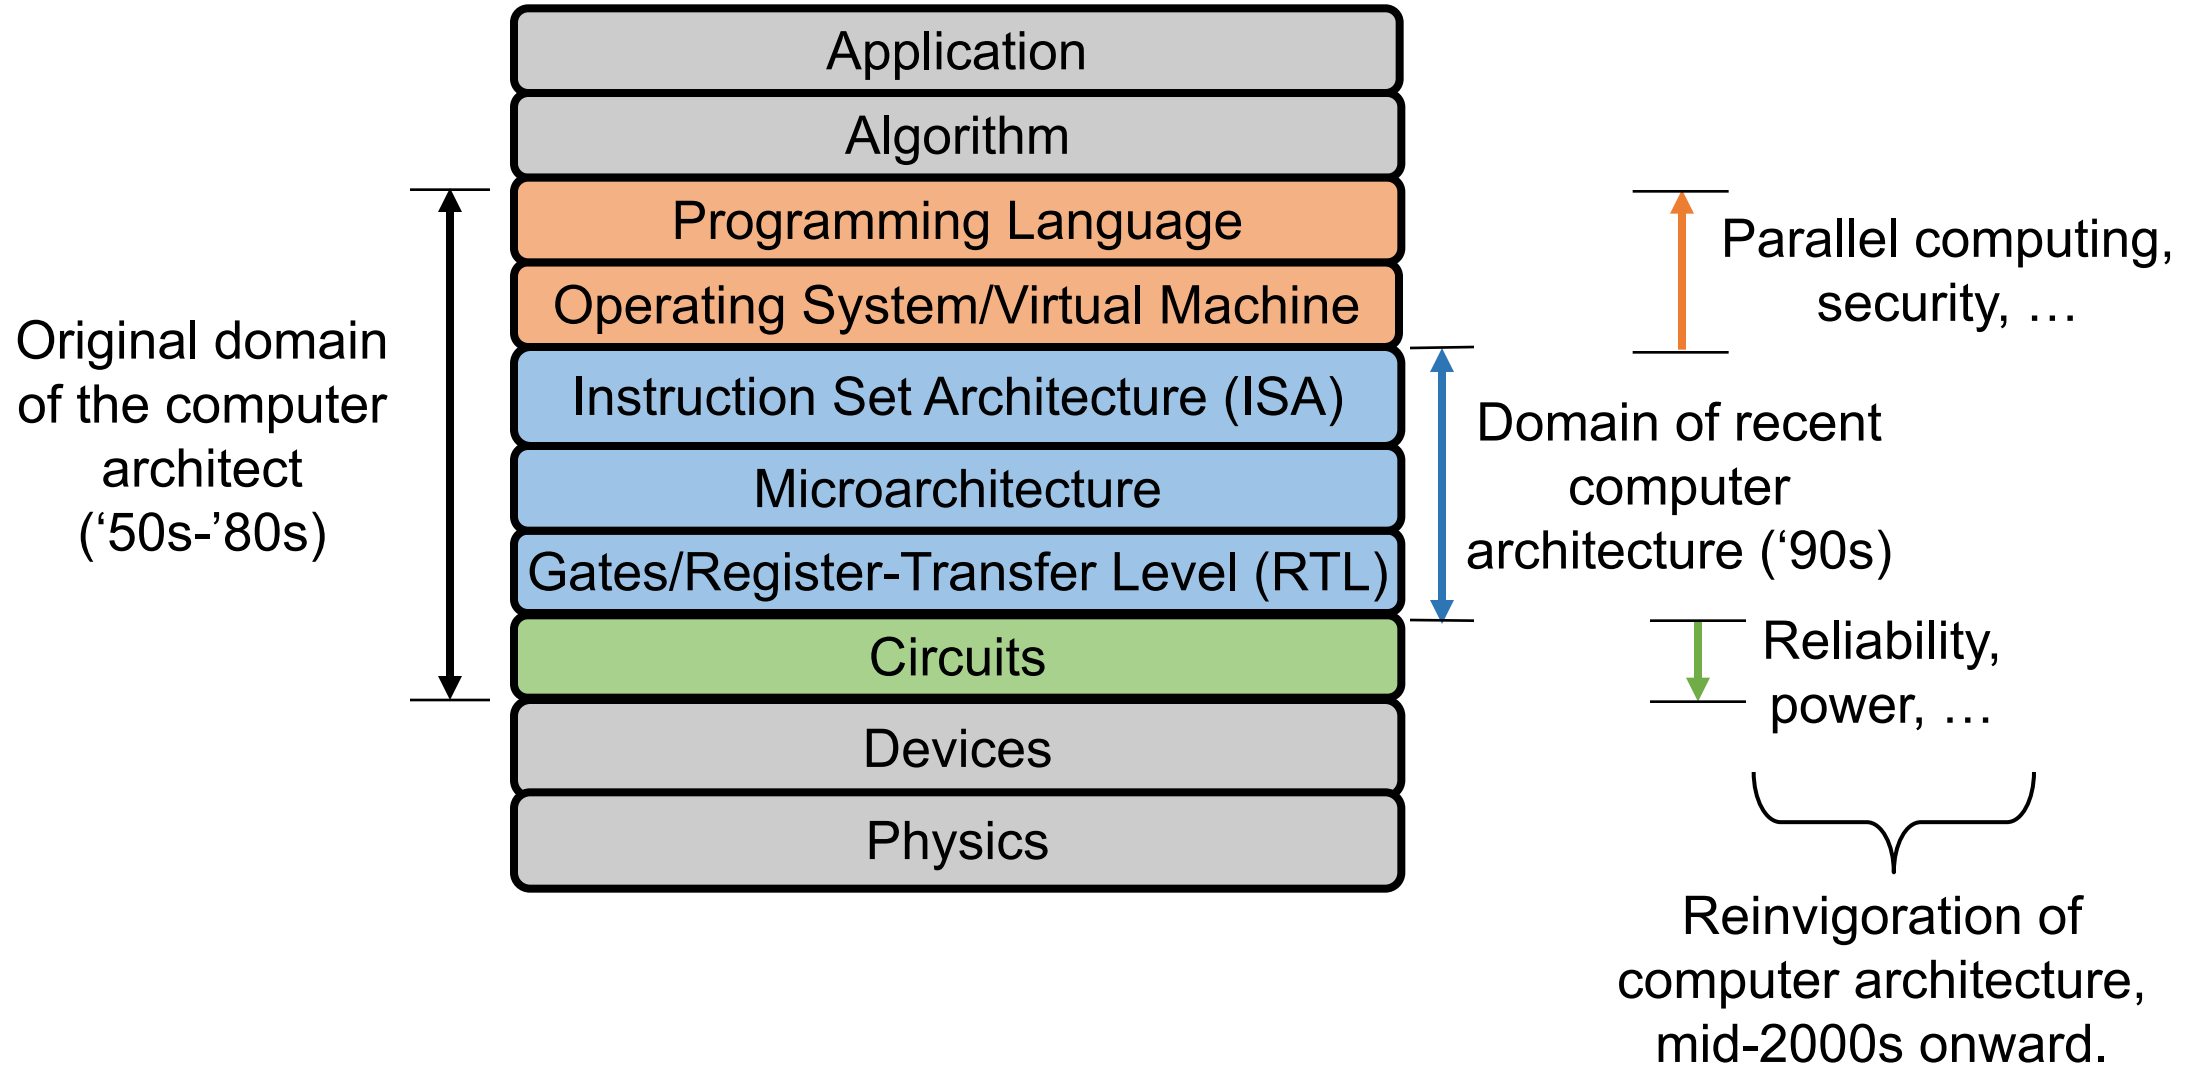 Application
Algorithm
Programming Language
Operating System/Virtual Machine
Instruction Set Architecture (ISA)
Microarchitecture
Gates/Register-Transfer Level (RTL)
Circuits
Devices
Physics
Original domain
of the computer
architect
(‘50s-’80s)
Parallel computing,
security, …
Domain of recent
computer
architecture (‘90s)
Reliability,
power, …
Reinvigoration of
computer architecture,
mid-2000s onward.